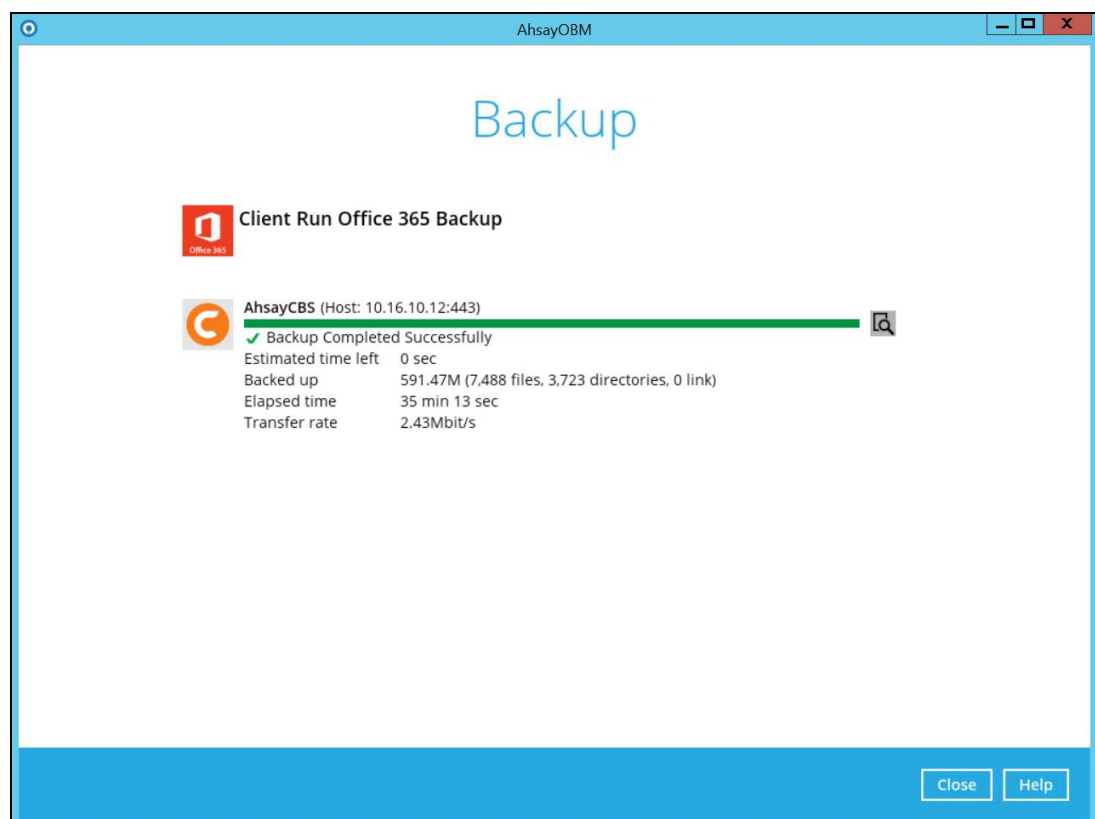 AhsayOBM
Backup
Office 365
Client Run Office 365 Backup
AhsayCBS (Host: 10.16.10.12:443)
Backup Completed Successfully
Estimated time left 0 sec
Backed up 591.47M (7,488 files, 3,723 directories, 0 link)
Elapsed time 35 min 13 sec
Transfer rate 2.43Mbit/s
Close Help